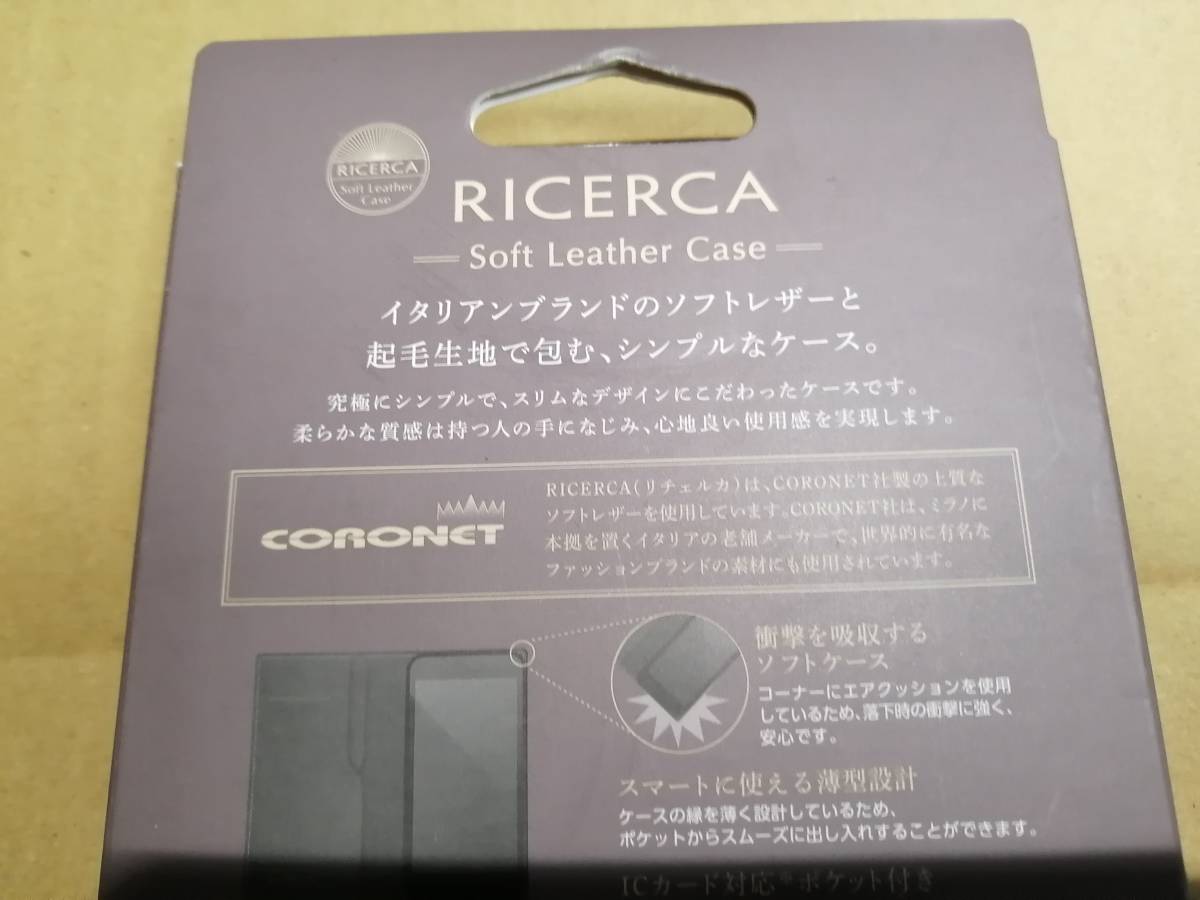 RICERCA
Soft Leather
Case
RICERCA
Soft Leather Case
イタリアンブランドのソフトレザーと
起毛生地で包む、シンプルなケース。
究極にシンプルで、スリムなデザインにこだわったケースです。
柔らかな質感は持つ人の手になじみ、心地良い使用感を実現します。
CORONET
RICERCA(リチェルカ)は、CORONET社製の上質な
ソフトレザーを使用しています。CORONET社は、ミラノに
本拠を置くイタリアの老舗メーカーで、世界的に有名な
ファッションブランドの素材にも使用されています。
衝撃を吸収する
ソフトケース
コーナーにエアクッションを使用
しているため、落下時の衝撃に強く、
安心です。
スマートに使える薄型設計
ケースの縁を薄く設計しているため、
ポケットからスムーズに出し入れすることができます。
ICカード対応※ポケット付き